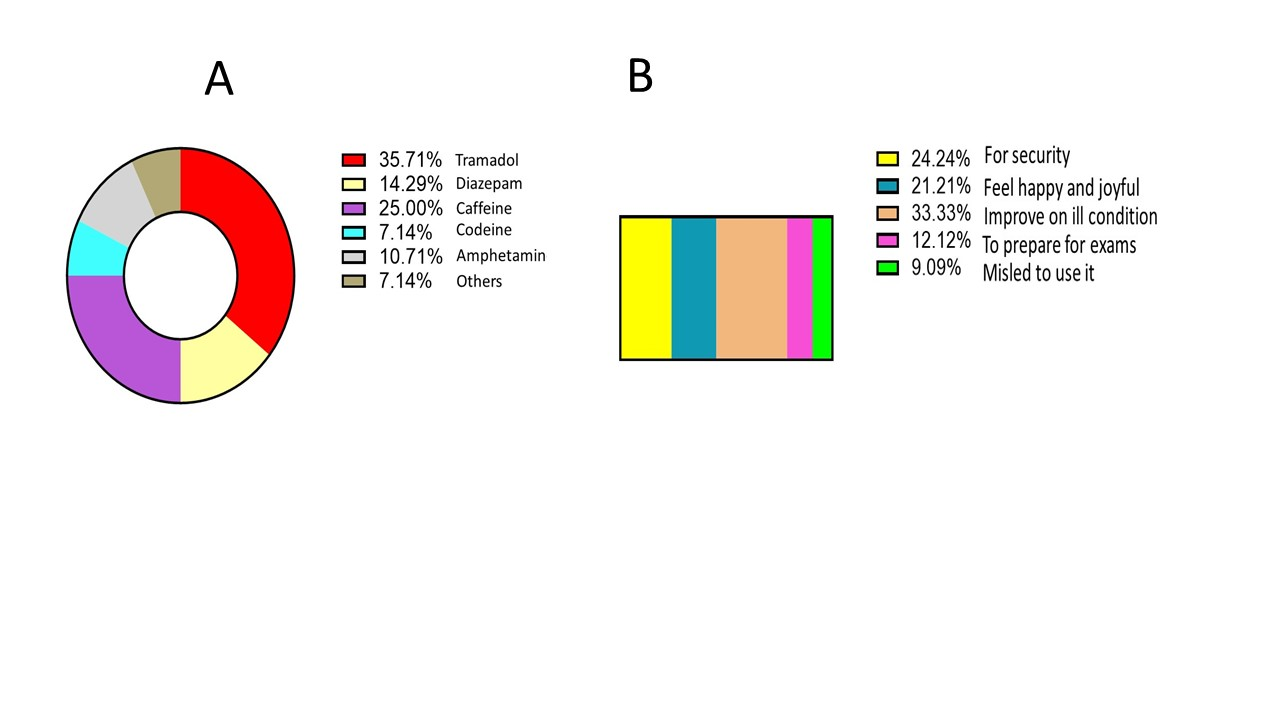 A
35.71% Tramadol
14.29% Diazepam
25.00% Caffeine
7.14% Codeine
10.71% Amphetamin
7.14% Others
B
24.24% For security
21.21% Feel happy and joyful
33.33% Improve on ill condition
12.12% To prepare for exams
9.09% Misled to use it